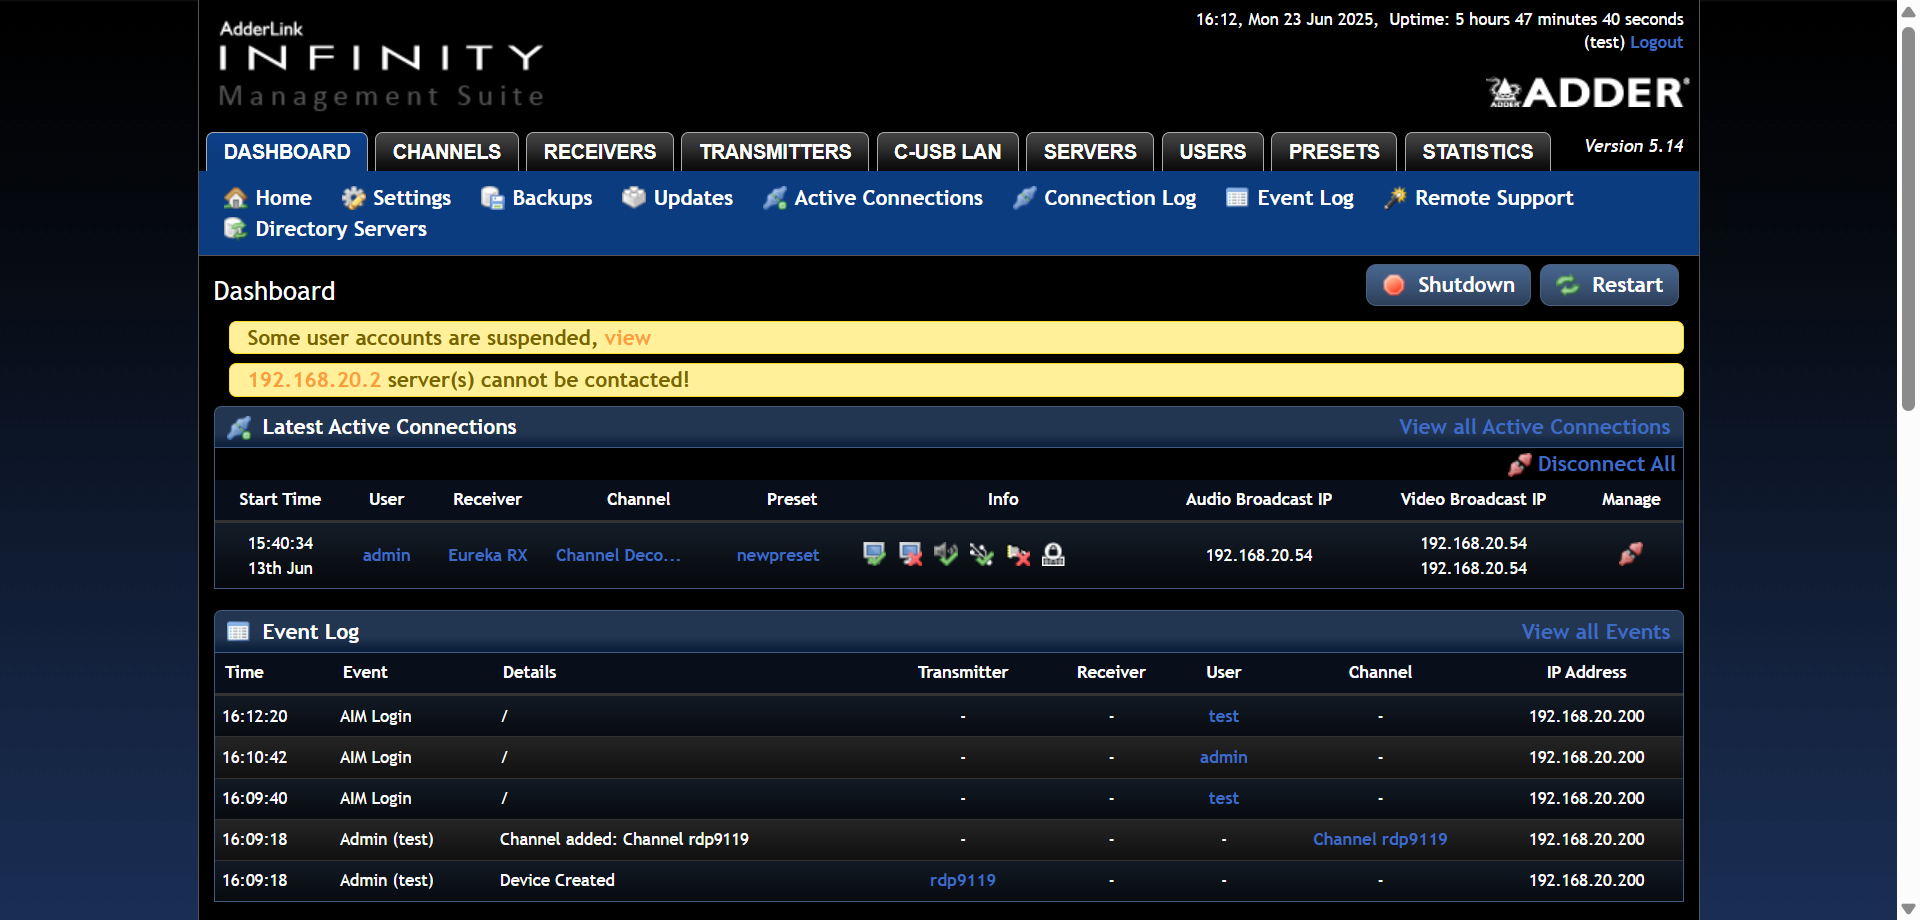 16:12, Mon 23 Jun 2025, Uptime: 5 hours 47 minutes 40 seconds
(test) Logout
AdderLink
INFINITY
Management Suite
ADDER
ADDER
DASHBOARD CHANNELS RECEIVERS TRANSMITTERS C-USB LAN SERVERS USERS PRESETS STATISTICS Version 5.14
Home Settings Backups Updates Active Connections Connection Log Event Log Remote Support
Directory Servers
Dashboard Shutdown Restart
Some user accounts are suspended, view
192.168.20.2 server(s) cannot be contacted!
Latest Active Connections View all Active Connections
Disconnect All
Start Time User Receiver Channel Preset Info Audio Broadcast IP Video Broadcast IP Manage
15:40:34 192.168.20.54
admin Eureka RX Channel Deco... newpreset 192.168.20.54
13th Jun 192.168.20.54
Event Log View all Events
Time Event Details Transmitter Receiver User Channel IP Address
16:12:20 AIM Login / - - test - 192.168.20.200
16:10:42 AIM Login / - - admin - 192.168.20.200
16:09:40 AIM Login / - - test - 192.168.20.200
16:09:18 Admin (test) Channel added: Channel rdp9119 - - - Channel rdp9119 192.168.20.200
16:09:18 Admin (test) Device Created rdp9119 - - - 192.168.20.200